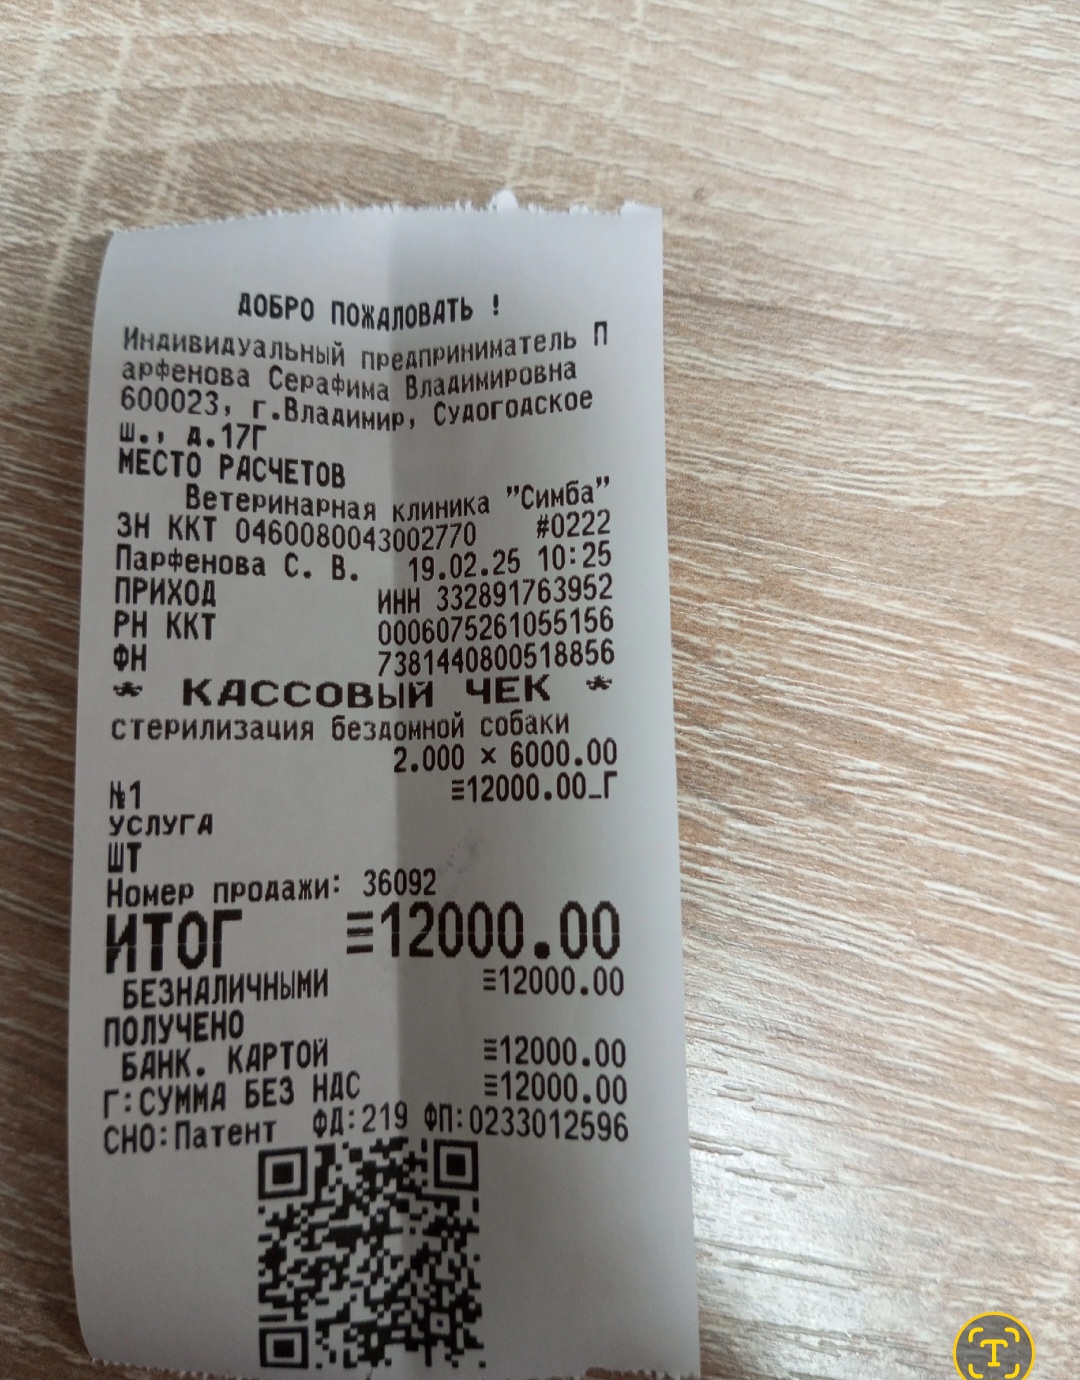 ДОБРО ПОЖАЛОВАТЬ !
Индивидуальный предприниматель П
арфенова Серафима Владимировна
600023, г.Владимир, Судогодское
ш., д.17Г
МЕСТО РАСЧЕТОВ
Ветеринарная клиника "Симба"
ЗН ККТ 0460080043002770 #0222
Парфенова С. В. 19.02.25 10:25
ПРИХОД ИНН 332891763952
РН ККТ 0006075261055156
ФН 7381440800518856
* КАССОВЫЙ ЧЕК *
стерилизация бездомной собаки
2.000 × 6000.00
№1 ≡12000.00_Г
УСЛУГА
ШТ
Номер продажи: 36092
ИТОГ ≡12000.00
БЕЗНАЛИЧНЫМИ ≡12000.00
ПОЛУЧЕНО
БАНК. КАРТОЙ ≡12000.00
Г:СУММА БЕЗ НДС ≡12000.00
СНО:Патент ФД:219 ФП:0233012596
T